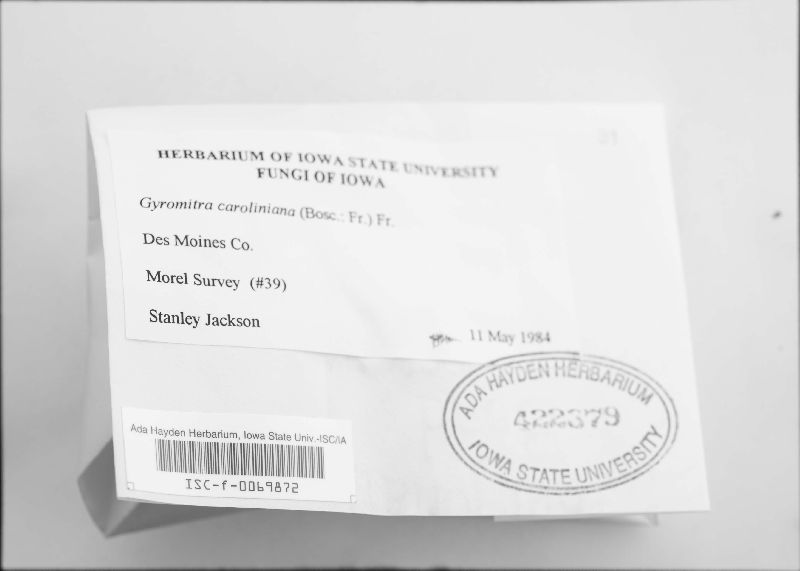 HERBARIUM OF IOWA STATE UNIVERSITY
FUNGI OF IOWA
Gyromitra caroliniana (Bosc.: Fr.) Fr.
Des Moines Co.
Morel Survey (#39)
Stanley Jackson
11 May 1984
ADA HAYDEN HERBARIUM
IOWA STATE UNIVERSITY
Ada Hayden Herbarium, Iowa State Univ.-ISC/IA
ISC-f-0069872